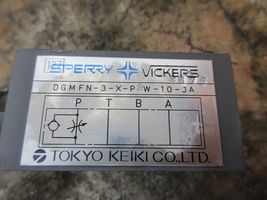 SPERRY VICKERS
DGMFN-3-X-P W-10-JA
P T B A
TOKYO KEIKI CO., LTD.